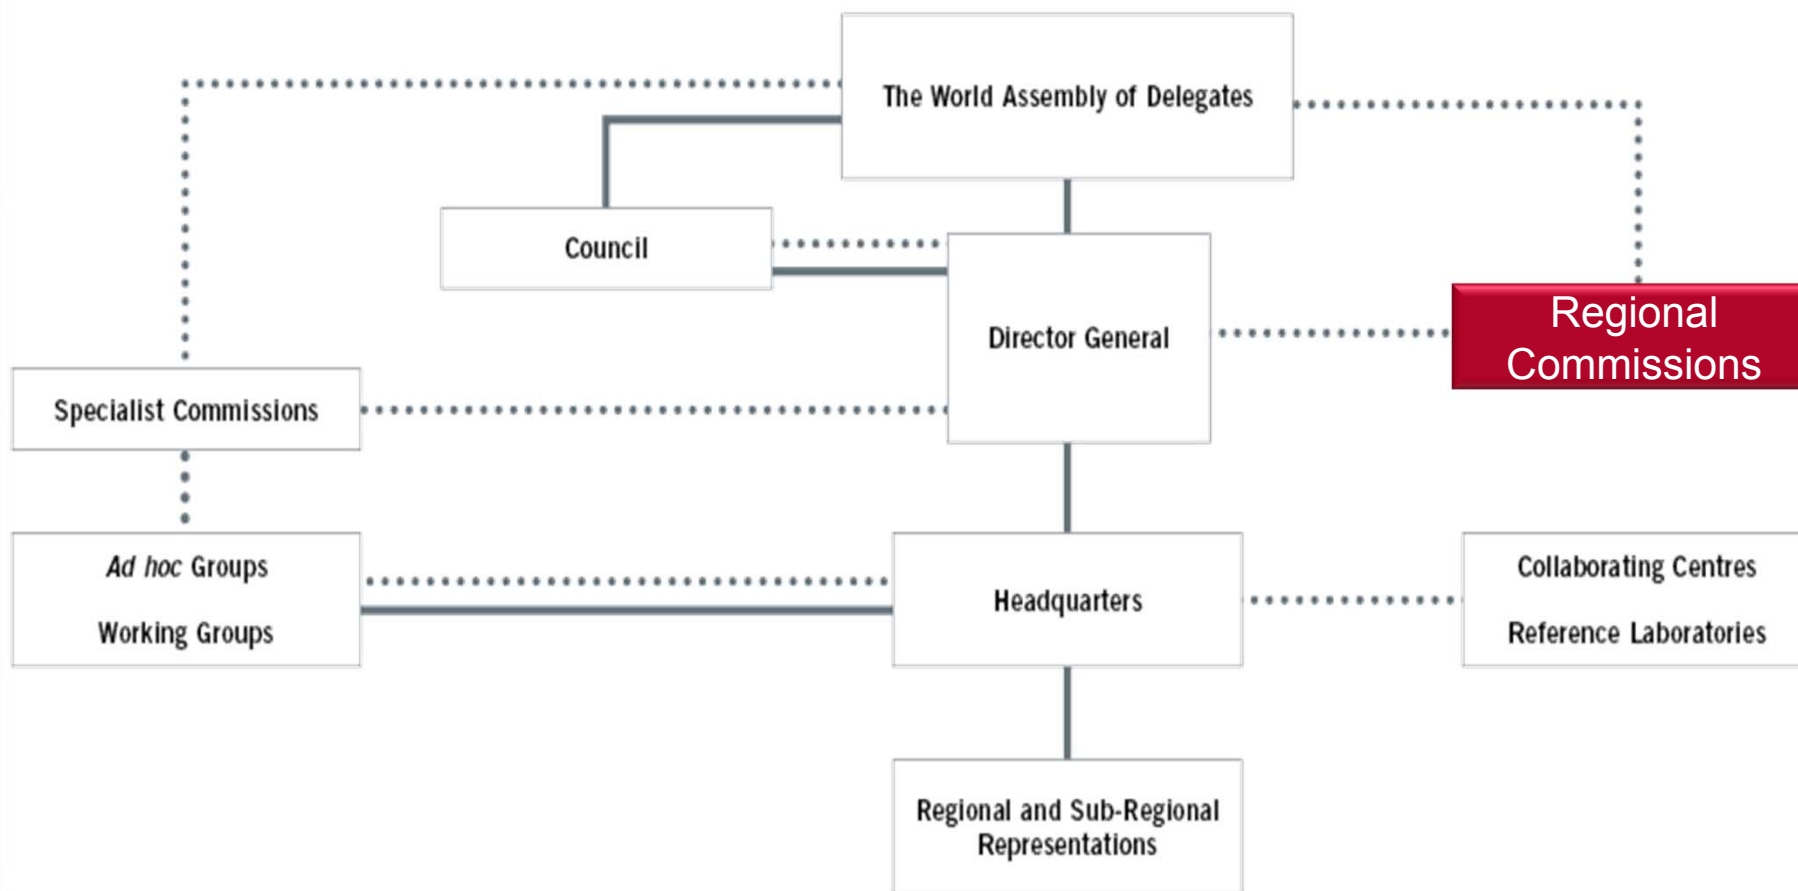 The World Assembly of Delegates
Council
Director General
Regional
Commissions
Specialist Commissions
Ad hoc Groups
Working Groups
Headquarters
Collaborating Centres
Reference Laboratories
Regional and Sub-Regional
Representations